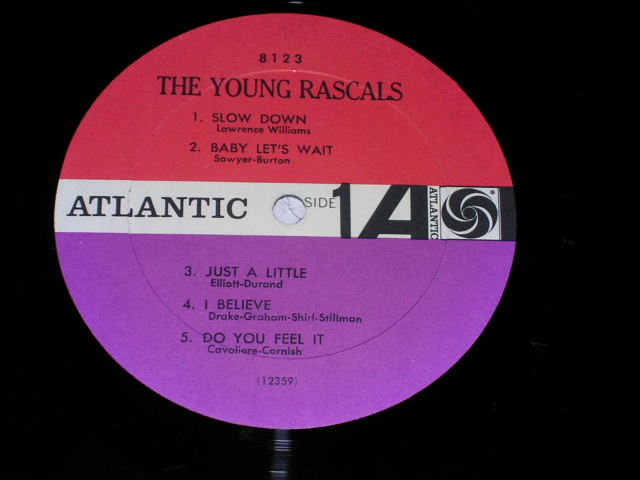 8123
THE YOUNG RASCALS
1. SLOW DOWN
Lawrence Williams
2. BABY LET'S WAIT
Sawyer-Burton
ATLANTIC SIDE 1 A ATLANTIC
3. JUST A LITTLE
Elliott-Durand
4. I BELIEVE
Drake-Graham-Shirl-Stillman
5. DO YOU FEEL IT
Cavaliere-Cornish
(12359)